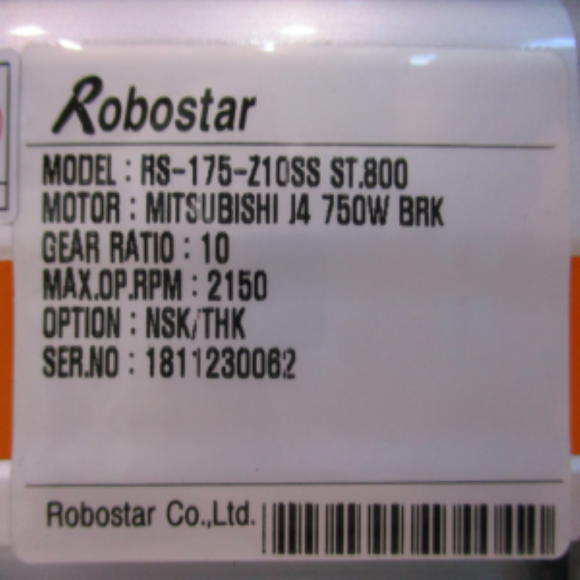 Robostar
MODEL : RS-175-Z10SS ST.800
MOTOR : MITSUBISHI J4 750W BRK
GEAR RATIO : 10
MAX.OP.RPM : 2150
OPTION : NSK/THK
SER.NO : 1811230062
Robostar Co.,Ltd.